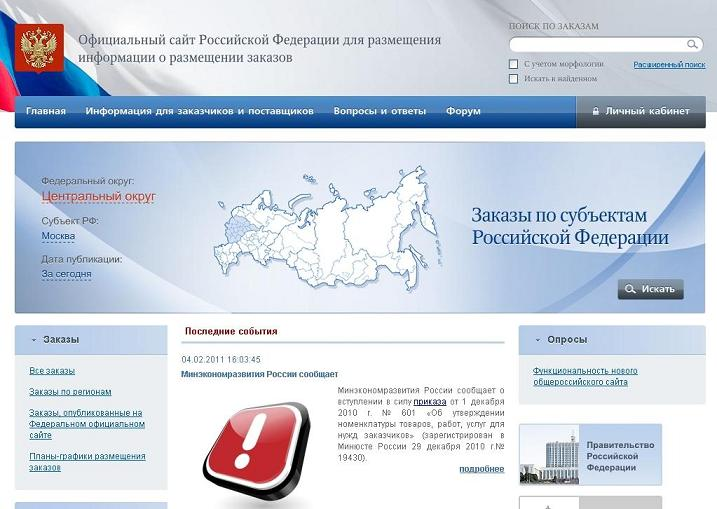 Официальный сайт Российской Федерации для размещения
информации о размещении заказов
ПОИСК ПО ЗАКАЗАМ
С учетом морфологии
Расширенный поиск
Искать в найденном
Главная
Информация для заказчиков и поставщиков
Вопросы и ответы
Форум
Личный кабинет
Федеральный округ:
Центральный округ
Субъект РФ:
Москва
Дата публикации:
За сегодня
Заказы по субъектам
Российской Федерации
Искать
Заказы
Все заказы
Заказы по регионам
Заказы, опубликованные на
Федеральном официальном
сайте
Планы-графики размещения
заказов
Последние события
04.02.2011 16:03:45
Минэкономразвития России сообщает
Минэкономразвития России сообщает о
вступлении в силу приказа от 1 декабря
2010 г. № 601 «Об утверждении
номенклатуры товаров, работ, услуг для
нужд заказчиков» (зарегистрирован в
Минюсте России 29 декабря 2010 г.№
19430).
подробнее
Опросы
Функциональность нового
общероссийского сайта
Правительство
Российской
Федерации